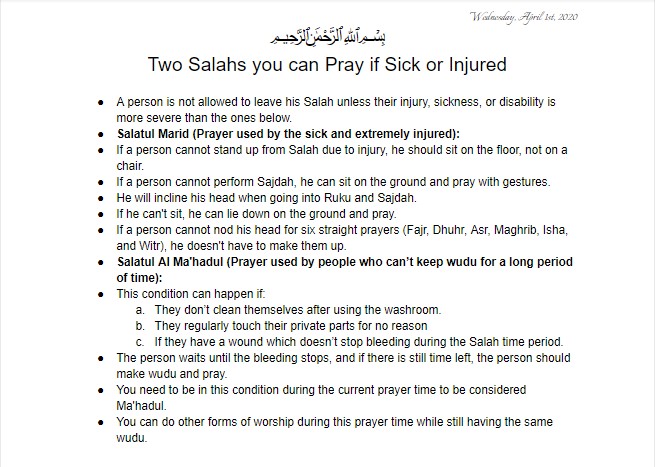 Wednesday, April 1st, 2020
بِسْمِ ٱللَّٰهِ ٱلرَّحْمَٰنِ ٱلرَّحِيمِ
Two Salahs you can Pray if Sick or Injured
● A person is not allowed to leave his Salah unless their injury, sickness, or disability is
more severe than the ones below.
● Salatul Marid (Prayer used by the sick and extremely injured):
● If a person cannot stand up from Salah due to injury, he should sit on the floor, not on a
chair.
● If a person cannot perform Sajdah, he can sit on the ground and pray with gestures.
● He will incline his head when going into Ruku and Sajdah.
● If he can't sit, he can lie down on the ground and pray.
● If a person cannot nod his head for six straight prayers (Fajr, Dhuhr, Asr, Maghrib, Isha,
and Witr), he doesn't have to make them up.
● Salatul Al Ma'hadul (Prayer used by people who can’t keep wudu for a long period
of time):
● This condition can happen if:
a. They don’t clean themselves after using the washroom.
b. They regularly touch their private parts for no reason
c. If they have a wound which doesn’t stop bleeding during the Salah time period.
● The person waits until the bleeding stops, and if there is still time left, the person should
make wudu and pray.
● You need to be in this condition during the current prayer time to be considered
Ma'hadul.
● You can do other forms of worship during this prayer time while still having the same
wudu.